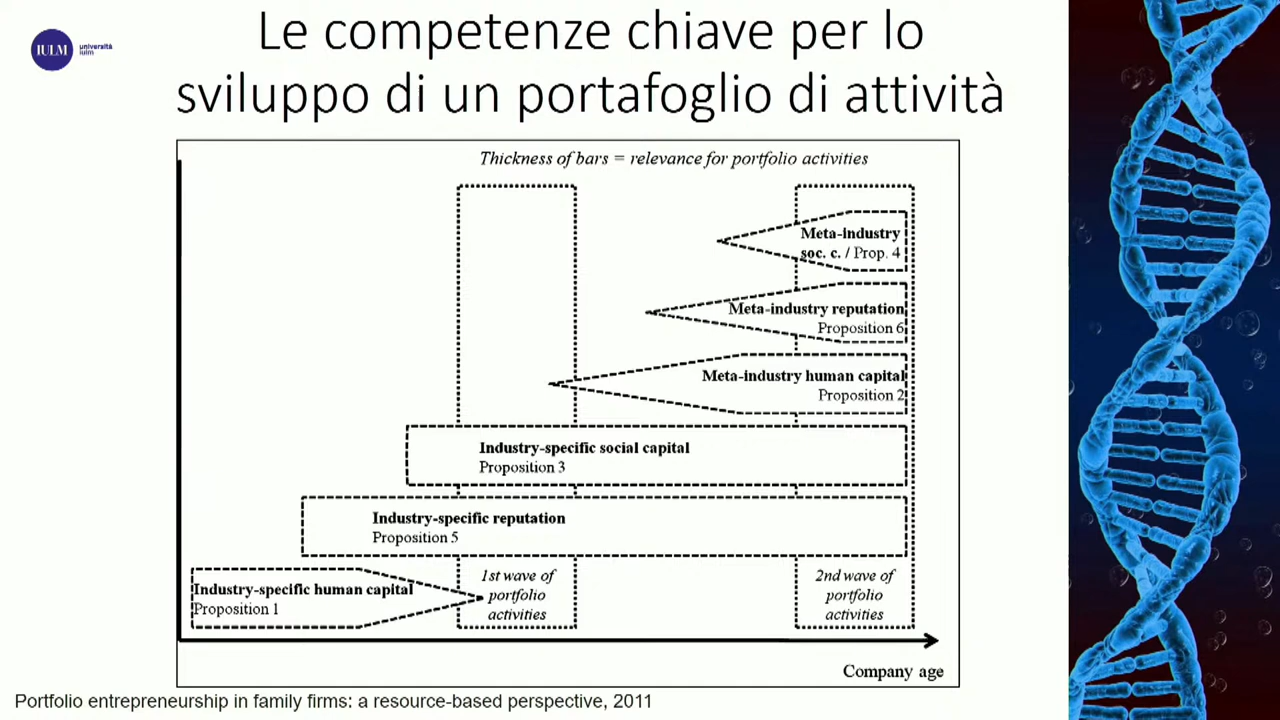 Le competenze chiave per lo
sviluppo di un portafoglio di attività
IULM
università
iulm
Thickness of bars = relevance for portfolio activities
Meta-industry
soc. c. / Prop. 4
Meta-industry reputation
Proposition 6
Meta-industry human capital
Proposition 2
Industry-specific social capital
Proposition 3
Industry-specific reputation
Proposition 5
Industry-specific human capital
Proposition 1
1st wave of
portfolio
activities
2nd wave of
portfolio
activities
Company age
Portfolio entrepreneurship in family firms: a resource-based perspective, 2011